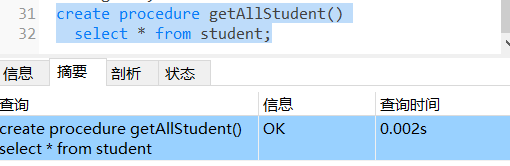 31 create procedure getAllStudent()
32 select * from student;
信息 摘要 剖析 状态
查询 信息 查询时间
create procedure getAllStudent() OK 0.002s
select * from student